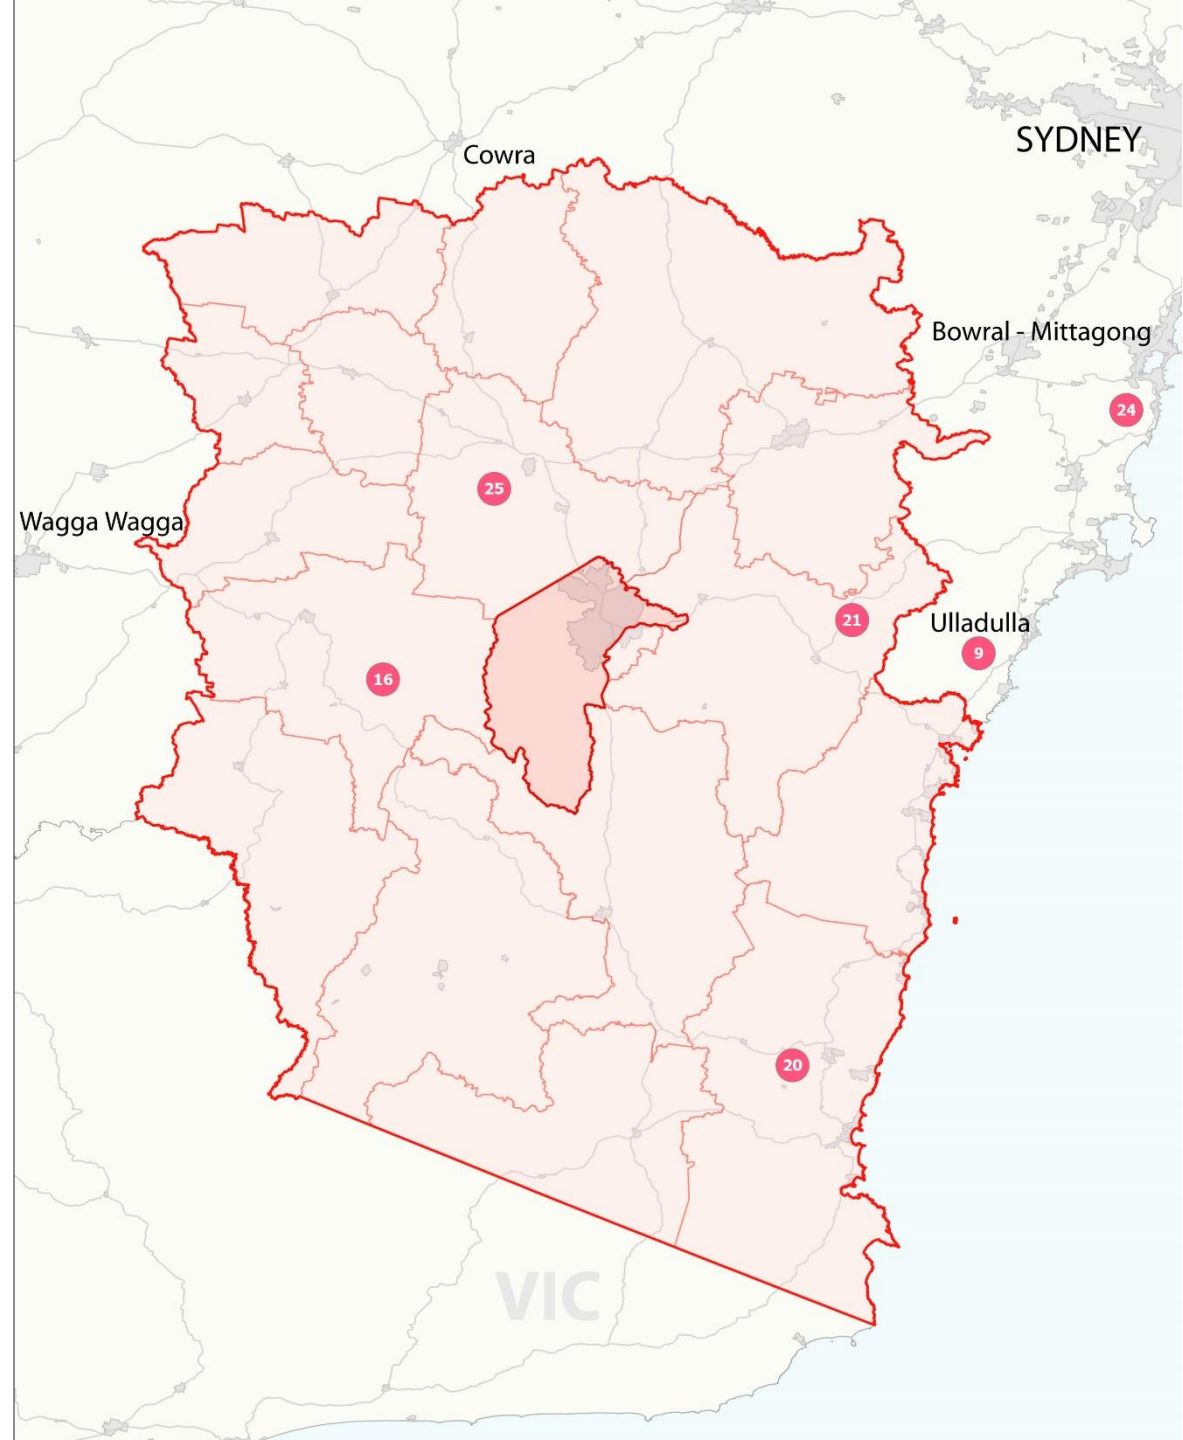 SYDNEY
Cowra
Bowral - Mittagong
24
25
Wagga Wagga
21
Ulladulla
9
16
20
VIC